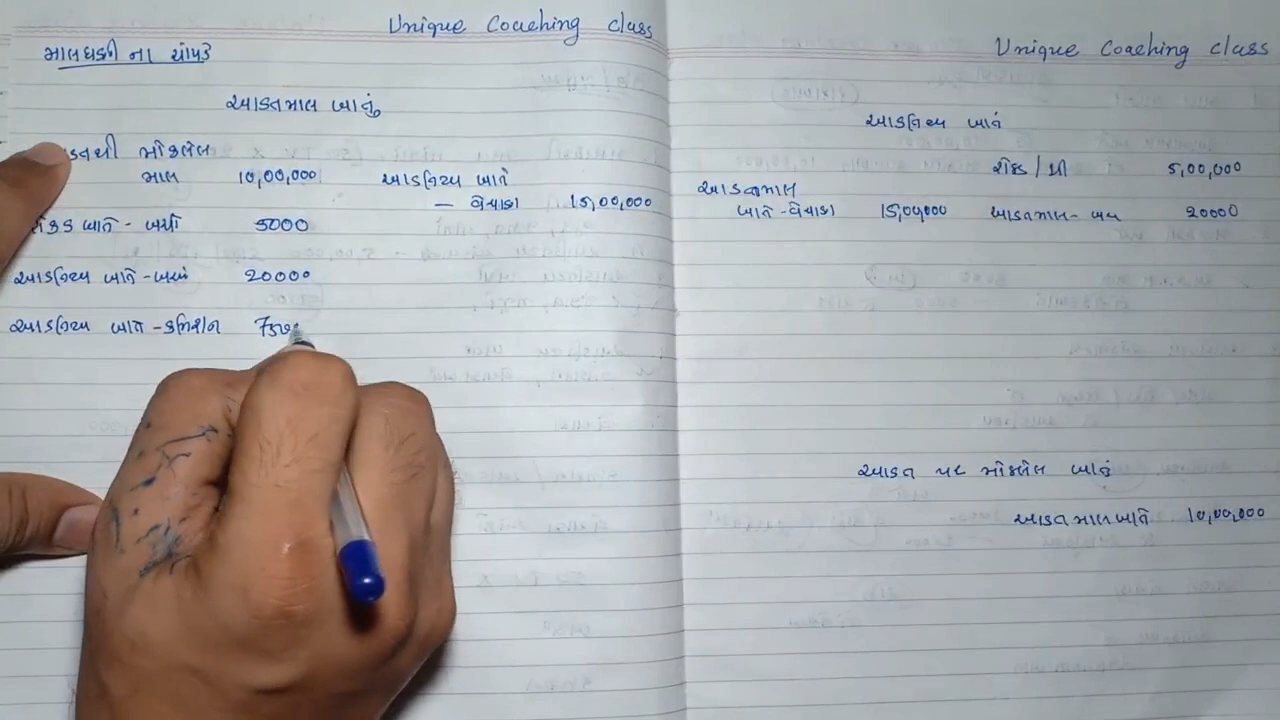 Unique Coaching Class
માલધણી ના ચોપડે
આડતમાલ ખાતું
મોકલેલ
માલ 10,00,000
આડતિયા ખાતે
– વેચાણ 15,00,000
રોકડ ખાતે - ખર્ચા 5000
આડતિયા ખાતે - ખર્ચ 20000
આડતિયા ખાતે - કમિશન
Unique Coaching Class
આડતિયા ખાતું
રોકડ / પ્રી 5,00,000
આડતમાલ
ખાતે - વેચાણ 15,00,000
આડતમાલ - ખર્ચ 20000
આડત પર મોકલેલ ખાતું
આડતમાલ ખાતે 10,00,000